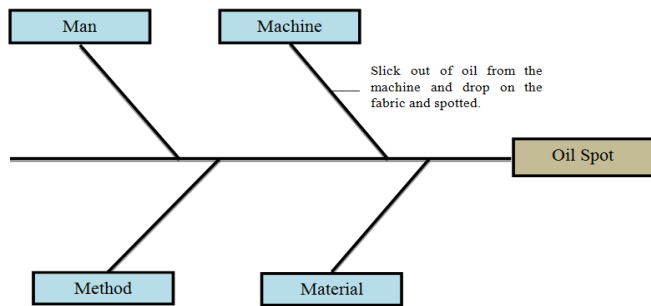 Man
Machine
Slick out of oil from the
machine and drop on the
fabric and spotted.
Oil Spot
Method
Material